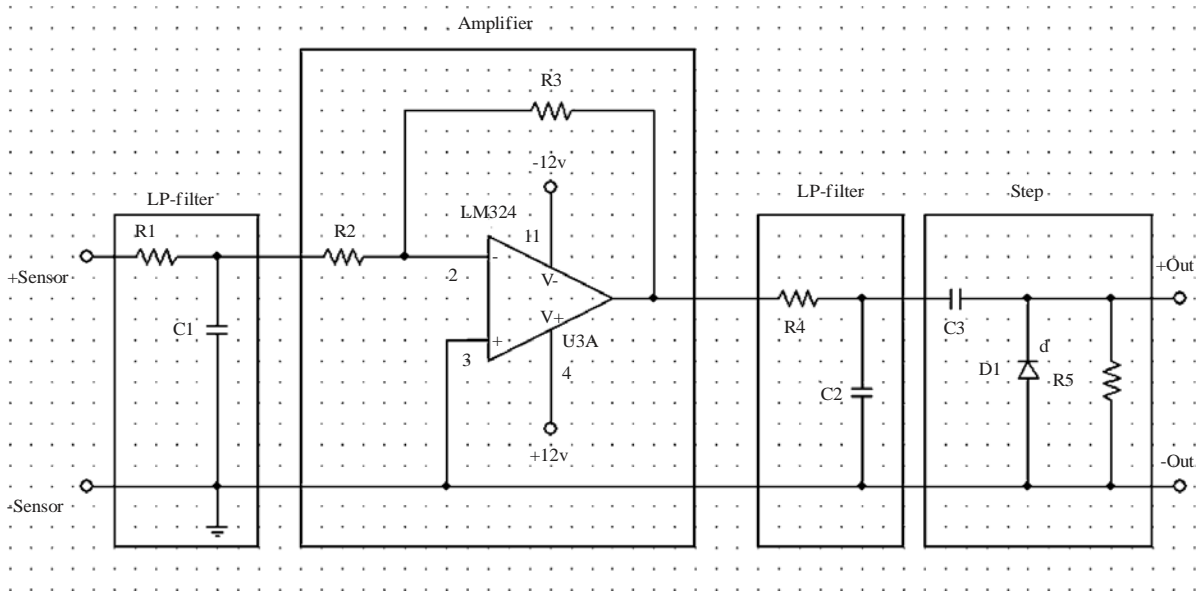 Amplifier
R3
-12v
LP-filter
LP-filter
Step
R1
R2
LM324
11
-
2
V-
+Sensor
+Out
C1
V+
U3A
+
3
4
R4
C3
C2
D1
d
R5
+12v
-Out
-Sensor